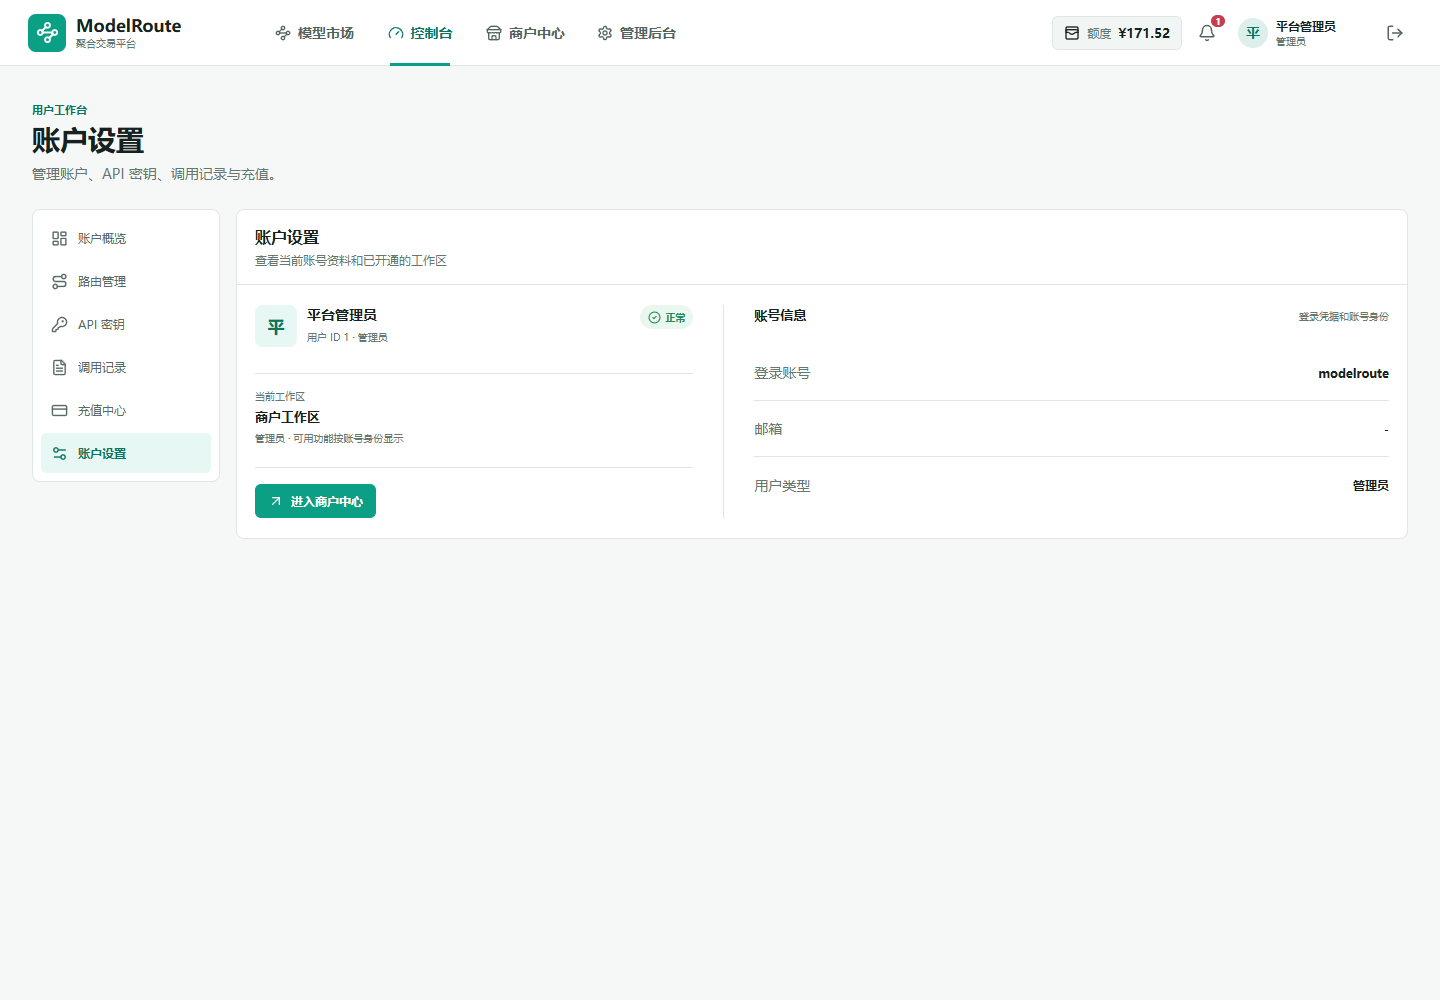 ModelRoute
聚合交易平台
模型市场
控制台
商户中心
管理后台
额度 ¥171.52
1
平
平台管理员
管理员
用户工作台
账户设置
管理账户、API 密钥、调用记录与充值。
账户概览
路由管理
API 密钥
调用记录
充值中心
账户设置
账户设置
查看当前账号资料和已开通的工作区
平
平台管理员
用户 ID 1 · 管理员
正常
当前工作区
商户工作区
管理员 · 可用功能按账号身份显示
进入商户中心
账号信息
登录凭据和账号身份
登录账号 modelroute
邮箱 -
用户类型 管理员